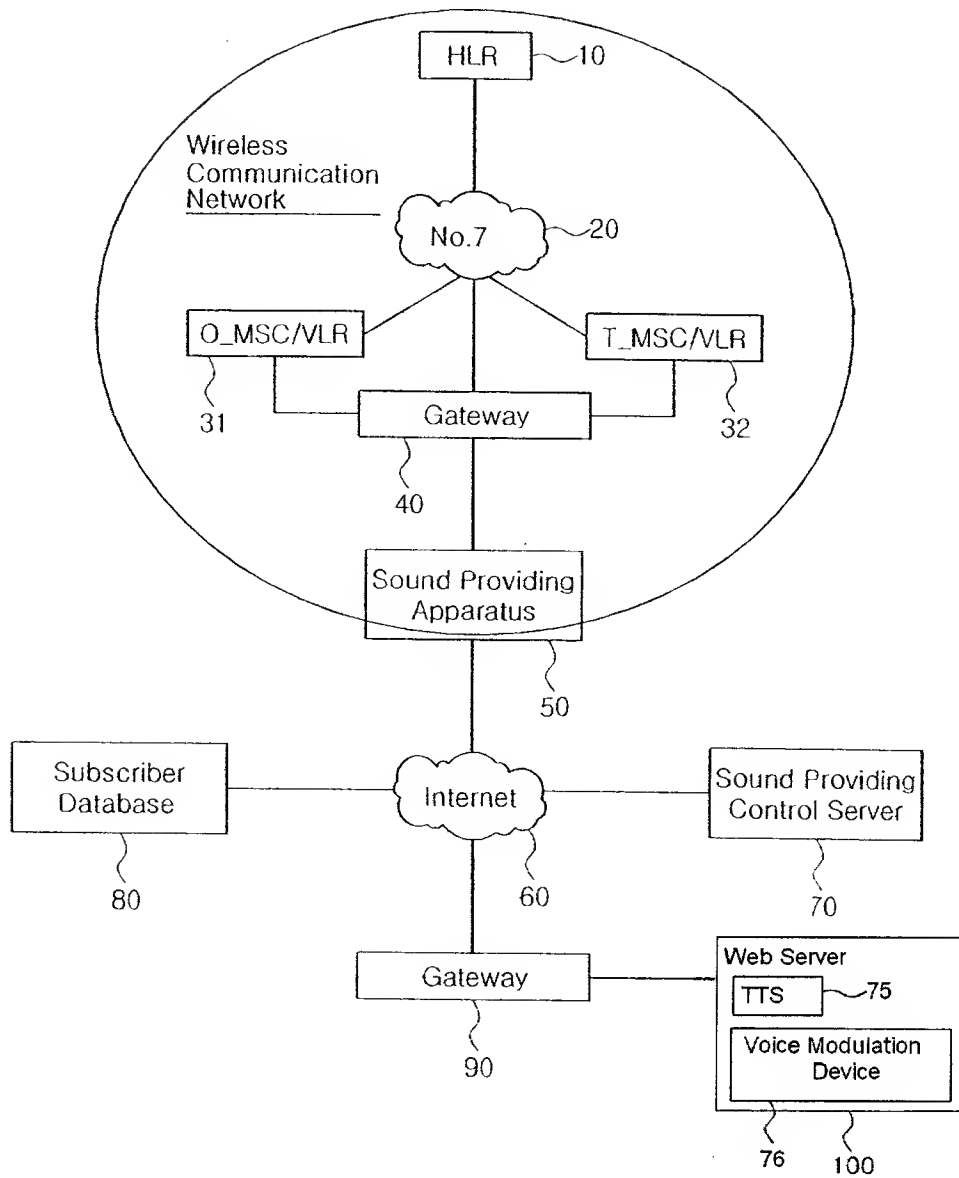 HLR
10
Wireless
Communication
Network
No.7
20
O_MSC/VLR
T_MSC/VLR
31
Gateway
32
40
Sound Providing
Apparatus
50
Subscriber
Database
Internet
Sound Providing
Control Server
80
60
70
Gateway
90
Web Server
TTS
75
Voice Modulation
Device
76
100